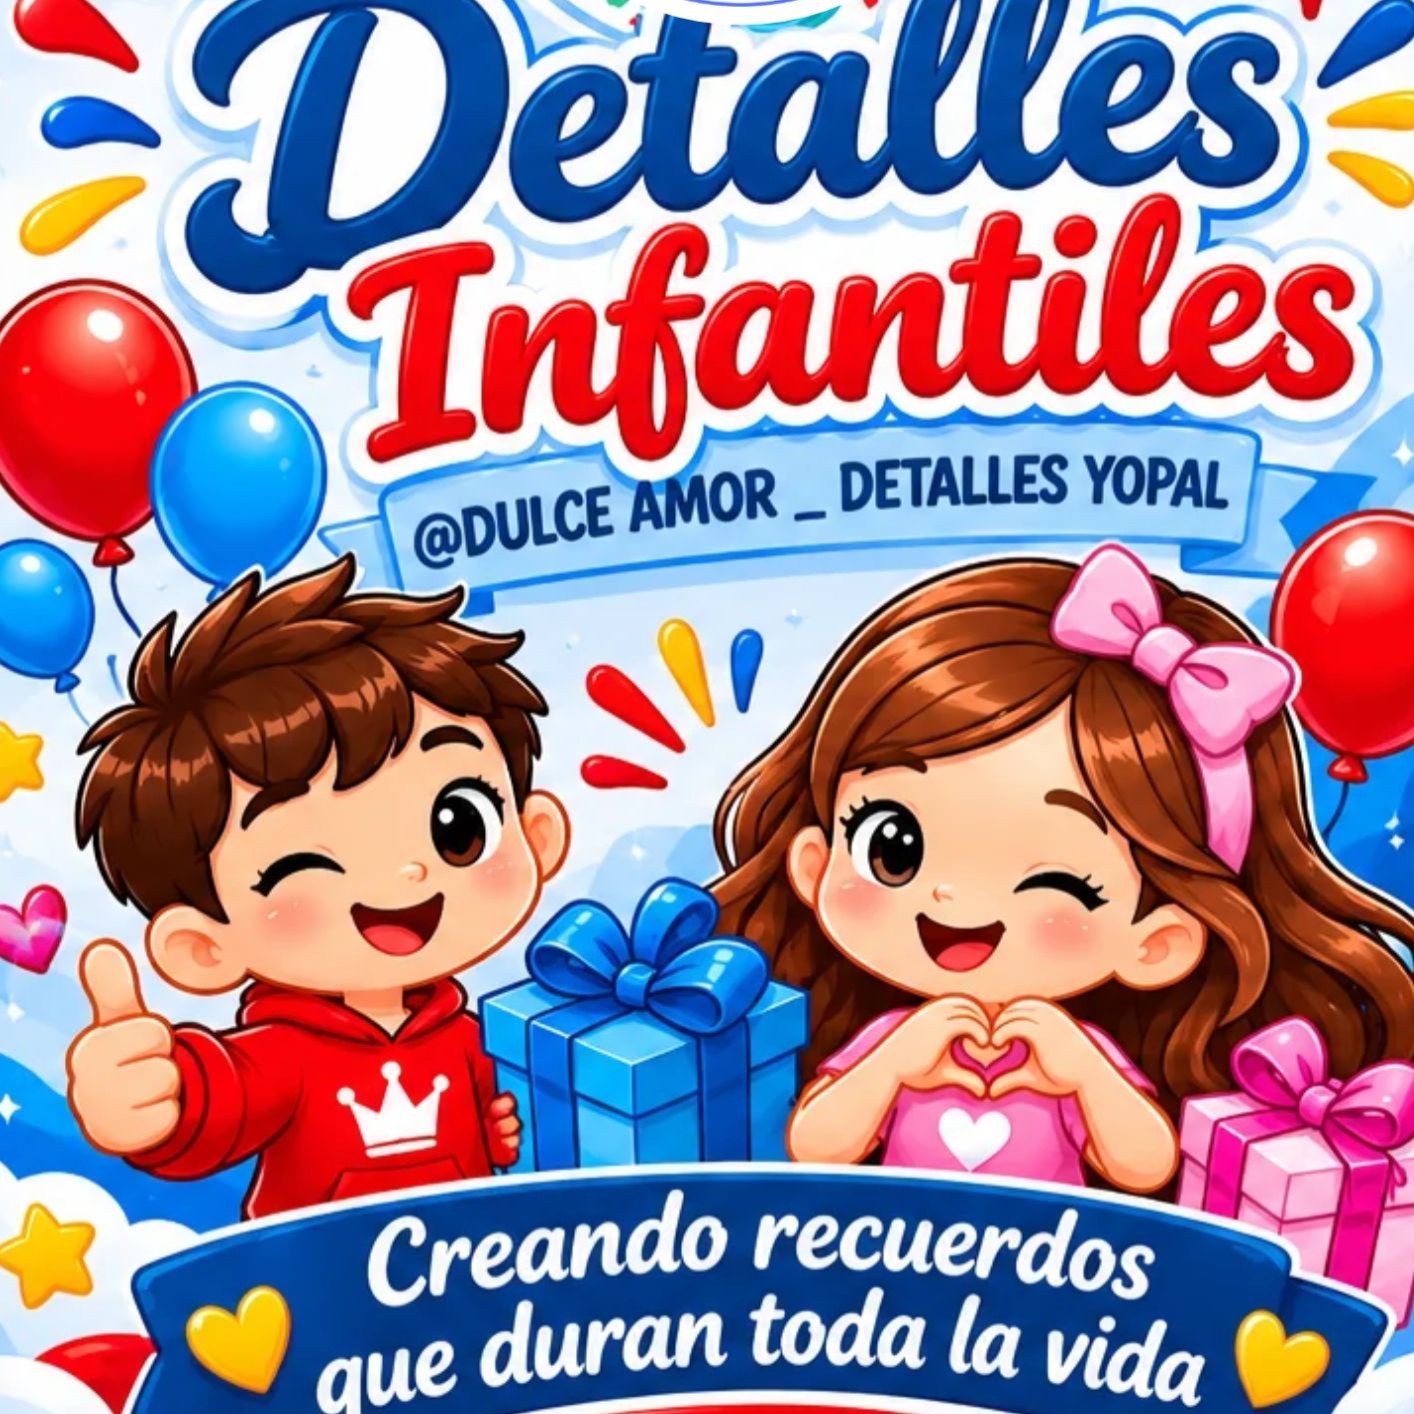 Detalles
Infantiles
@DULCE AMOR _ DETALLES YOPAL
Creando recuerdos
que duran toda la vida